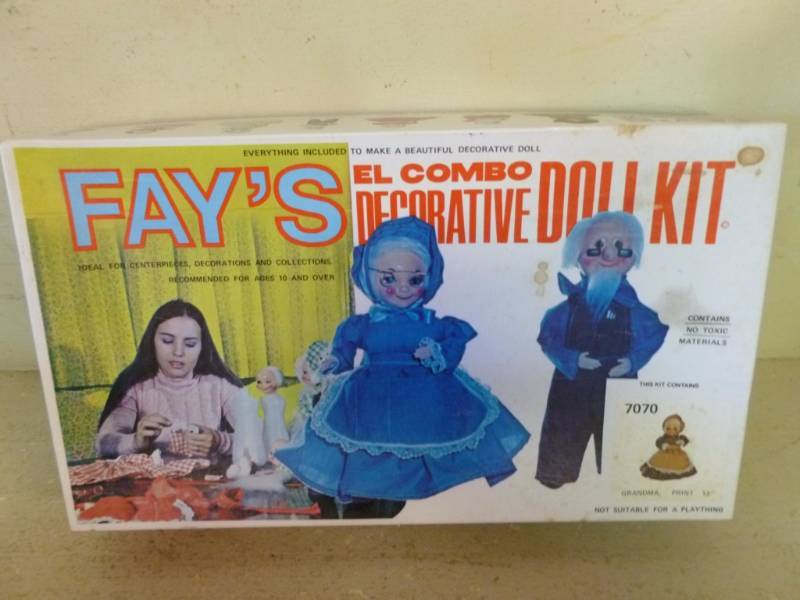 EVERYTHING INCLUDED TO MAKE A BEAUTIFUL DECORATIVE DOLL
FAY'S
EL COMBO
DECORATIVE DOLL KIT
IDEAL FOR CENTERPIECES, DECORATIONS AND COLLECTIONS.
RECOMMENDED FOR AGES 10 AND OVER
CONTAINS
NO TOXIC
MATERIALS
THIS KIT CONTAINS
7070
GRANDMA, PRINT
NOT SUITABLE FOR A PLAYTHING